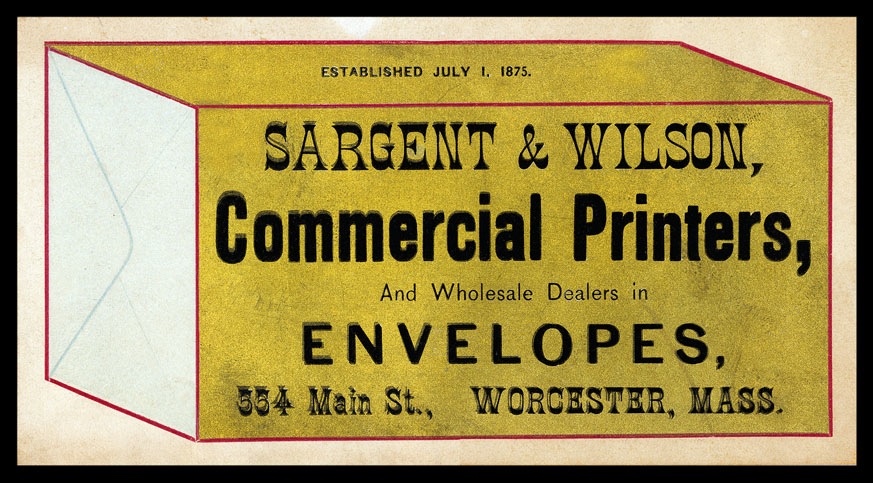 ESTABLISHED JULY 1, 1875.
SARGENT & WILSON,
Commercial Printers,
And Wholesale Dealers in
ENVELOPES,
554 Main St., WORCESTER, MASS.